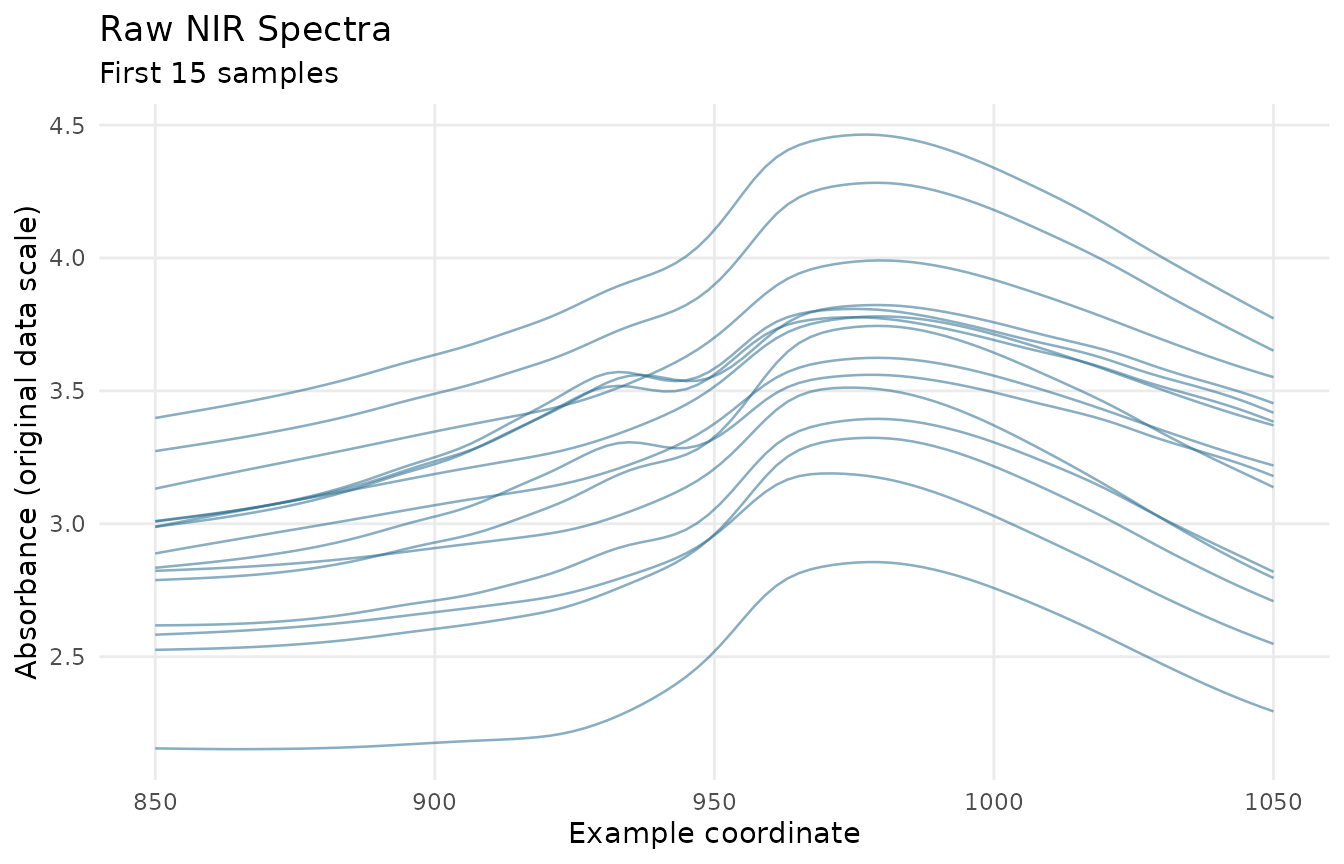 Raw NIR Spectra
First 15 samples
Absorbance (original data scale)
4.5
4.0
3.5
3.0
2.5
850 900 950 1000 1050
Example coordinate